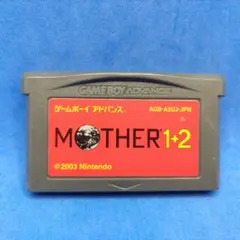 GAME BOY ADVANCE
ゲームボーイ アドバンス
AGB-A2UJ-JPN
MOTHER 1+2
©2003 Nintendo